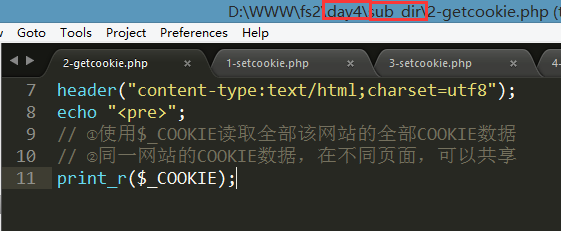 D:\WWW\fs2\day4\sub_dir\2-getcookie.php (
Goto Tools Project Preferences Help
2-getcookie.php 1-setcookie.php 3-setcookie.php 4-
7 header("content-type:text/html;charset=utf8");
8 echo "<pre>";
9 // ①使用$_COOKIE读取全部该网站的全部COOKIE数据
10 // ②同一网站的COOKIE数据，在不同页面，可以共享
11 print_r($_COOKIE);